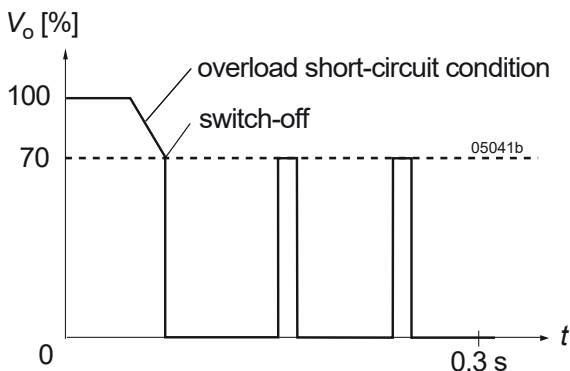 Vo [%]
overload short-circuit condition
100
switch-off
70
05041b
t
0
0.3 s